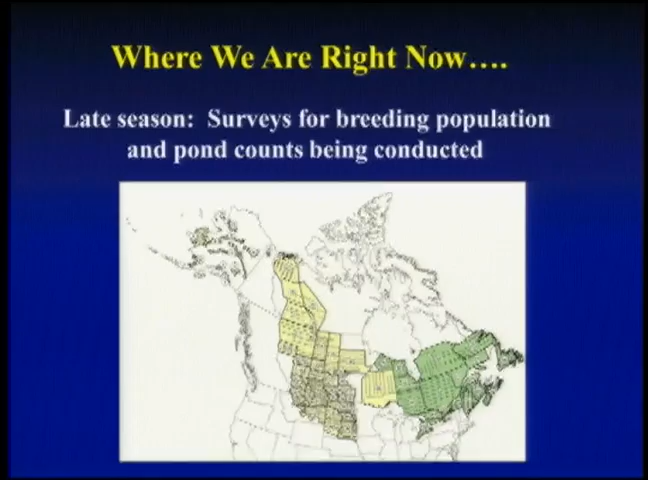 Where We Are Right Now....
Late season: Surveys for breeding population
and pond counts being conducted